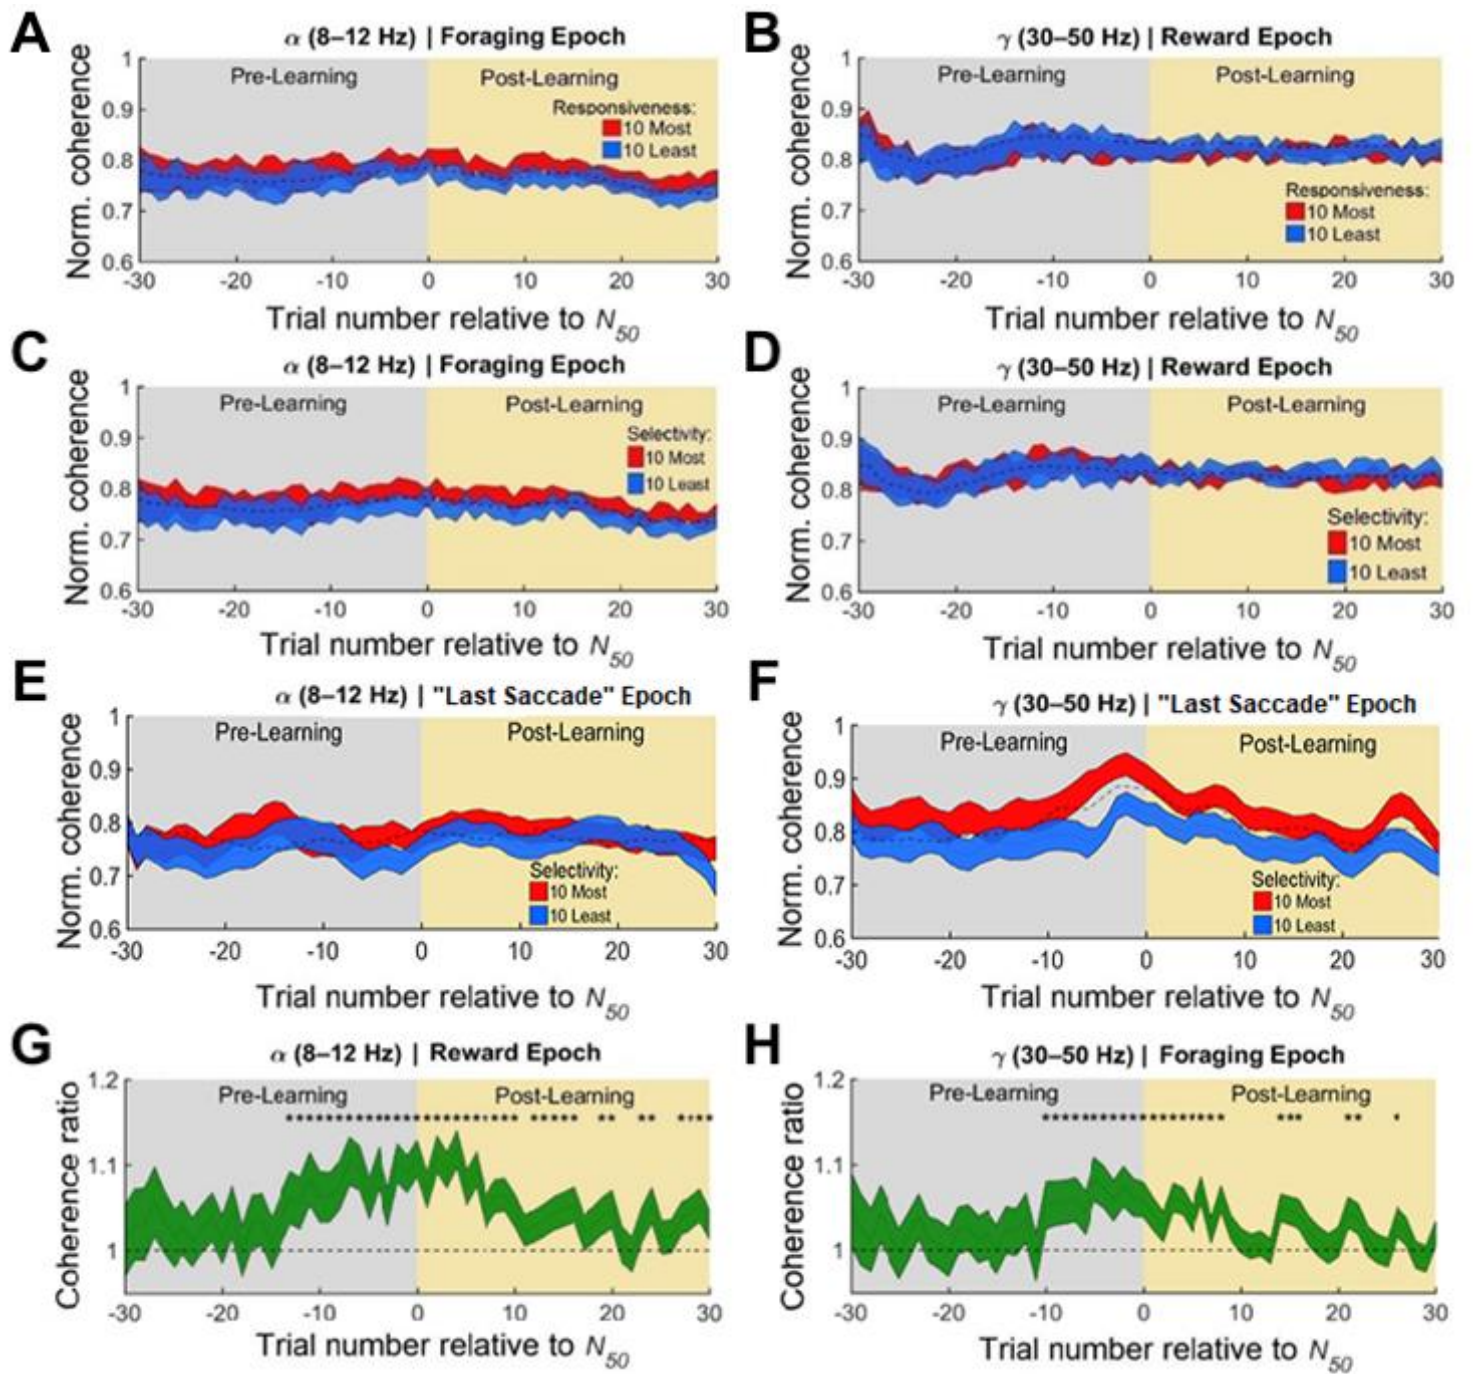 A
α (8–12 Hz) | Foraging Epoch
Norm. coherence
1
0.9
0.8
0.7
0.6
Pre-Learning
Post-Learning
Responsiveness:
10 Most
10 Least
-30 -20 -10 0 10 20 30
Trial number relative to N50
B
γ (30–50 Hz) | Reward Epoch
Norm. coherence
1
0.9
0.8
0.7
0.6
Pre-Learning
Post-Learning
Responsiveness:
10 Most
10 Least
-30 -20 -10 0 10 20 30
Trial number relative to N50
C
α (8–12 Hz) | Foraging Epoch
Norm. coherence
1
0.9
0.8
0.7
0.6
Pre-Learning
Post-Learning
Selectivity:
10 Most
10 Least
-30 -20 -10 0 10 20 30
Trial number relative to N50
D
γ (30–50 Hz) | Reward Epoch
Norm. coherence
1
0.9
0.8
0.7
0.6
Pre-Learning
Post-Learning
Selectivity:
10 Most
10 Least
-30 -20 -10 0 10 20 30
Trial number relative to N50
E
α (8–12 Hz) | "Last Saccade" Epoch
Norm. coherence
1
0.9
0.8
0.7
0.6
Pre-Learning
Post-Learning
Selectivity:
10 Most
10 Least
-30 -20 -10 0 10 20 30
Trial number relative to N50
F
γ (30–50 Hz) | "Last Saccade" Epoch
Norm. coherence
1
0.9
0.8
0.7
0.6
Pre-Learning
Post-Learning
Selectivity:
10 Most
10 Least
-30 -20 -10 0 10 20 30
Trial number relative to N50
G
α (8–12 Hz) | Reward Epoch
Coherence ratio
1.2
1.1
1
Pre-Learning
Post-Learning
-30 -20 -10 0 10 20 30
Trial number relative to N50
H
γ (30–50 Hz) | Foraging Epoch
Coherence ratio
1.2
1.1
1
Pre-Learning
Post-Learning
-30 -20 -10 0 10 20 30
Trial number relative to N50